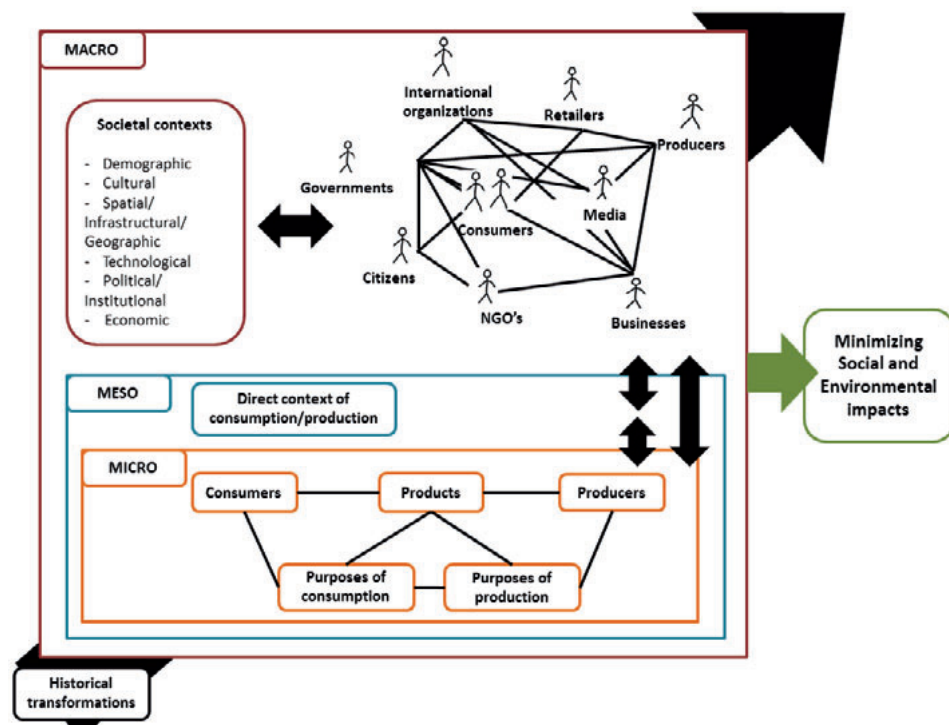 MACRO
Societal contexts
- Demographic
- Cultural
- Spatial/
Infrastructural/
Geographic
- Technological
- Political/
Institutional
- Economic
International
organizations
Retailers
Producers
Governments
Consumers
Media
Citizens
NGO's
Businesses
Minimizing
Social and
Environmental
impacts
MESO
Direct context of
consumption/production
MICRO
Consumers
Products
Producers
Purposes of
consumption
Purposes of
production
Historical
transformations